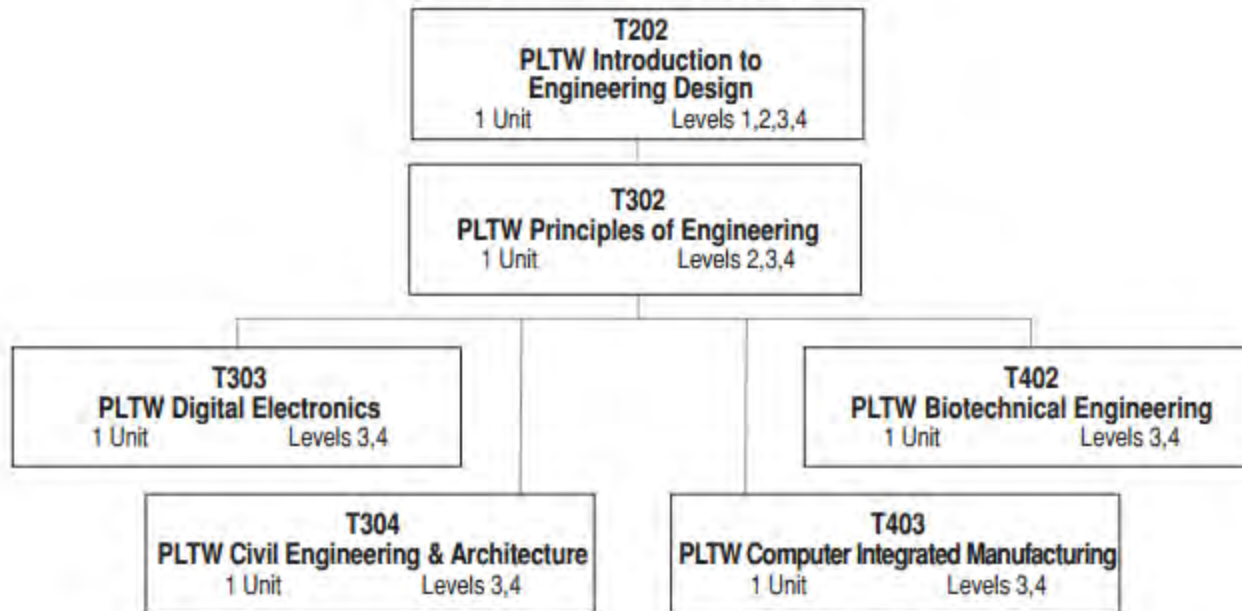 T202
PLTW Introduction to
Engineering Design
1 Unit Levels 1,2,3,4
T302
PLTW Principles of Engineering
1 Unit Levels 2,3,4
T303
PLTW Digital Electronics
1 Unit Levels 3,4
T402
PLTW Biotechnical Engineering
1 Unit Levels 3,4
T304
PLTW Civil Engineering & Architecture
1 Unit Levels 3,4
T403
PLTW Computer Integrated Manufacturing
1 Unit Levels 3,4